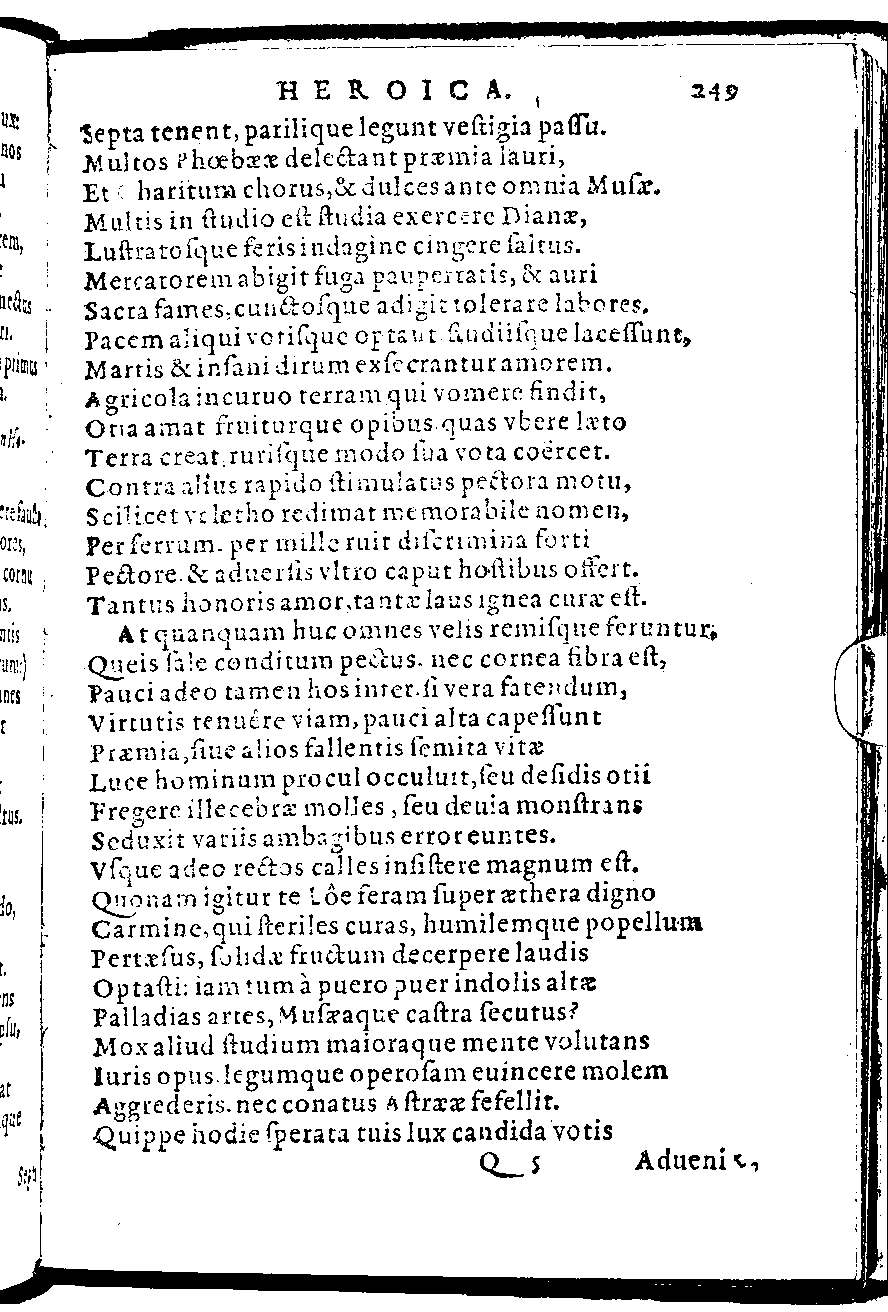 HEROICA. 249
Septa tenent, parilique legunt veſtigia paſſu.
Multos Phœbææ delectant præmia lauri,
Et Charitum chorus, & dulces ante omnia Muſæ.
Multis in ſtudio eſt ſtudia exercere Dianæ,
Luſtratoſque feris indagine cingere ſaltus.
Mercatorem abigit fuga paupertatis, & auri
Sacra fames, cunctoſque adigit tolerare labores.
Pacem aliqui votiſque optant ſtudiiſque laceſſunt,
Martis & inſani dirum exſecrantur amorem.
Agricola incuruo terram qui vomere findit,
Otia amat fruiturque opibus, quas vbere læto
Terra creat, ruriſque modo ſua vota coërcet.
Contra alius rapido ſtimulatus pectora motu,
Scilicet vt letho redimat memorabile nomen,
Per ferrum, per mille ruit diſcrimina forti
Pectore, & aduerſis vltro caput hoſtibus offert.
Tantus honoris amor, tantæ laus ignea curæ eſt.
At quanquam huc omnes velis remiſque feruntur,
Queis ſale conditum pectus, nec cornea fibra eſt,
Pauci adeo tamen hos inter, ſi vera fatendum,
Virtutis tenuêre viam, pauci alta capeſſunt
Præmia, ſiue alios fallentis ſemita vitæ
Luce hominum procul occuluit, ſeu deſidis otii
Fregere illecebræ molles, ſeu deuia monſtrans
Seduxit variis ambagibus error euntes.
Vſque adeo rectos calles inſiſtere magnum eſt.
Quonam igitur te Lôe feram ſuper æthera digno
Carmine, qui ſteriles curas, humilemque popellum
Pertæſus, ſolidæ fructum decerpere laudis
Optaſti: iam tum à puero puer indolis altæ
Palladias artes, Muſæaque caſtra ſecutus?
Mox aliud ſtudium maioraque mente volutans
Iuris opus, legumque operoſam euincere molem
Aggrederis, nec conatus Aſtrææ fefellit.
Quippe hodie ſperata tuis lux candida votis
Q 5 Aduenit,